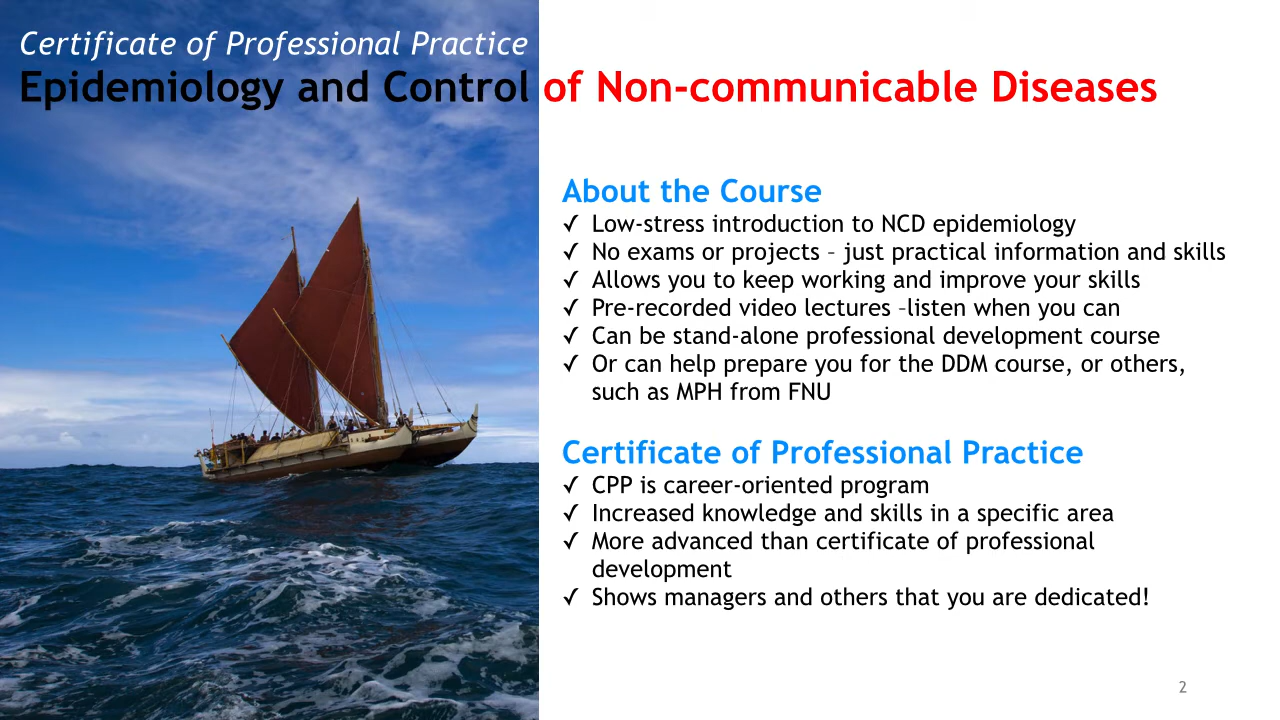 Certificate of Professional Practice
Epidemiology and Control of Non-communicable Diseases
About the Course
✓ Low-stress introduction to NCD epidemiology
✓ No exams or projects – just practical information and skills
✓ Allows you to keep working and improve your skills
✓ Pre-recorded video lectures –listen when you can
✓ Can be stand-alone professional development course
✓ Or can help prepare you for the DDM course, or others,
such as MPH from FNU
Certificate of Professional Practice
✓ CPP is career-oriented program
✓ Increased knowledge and skills in a specific area
✓ More advanced than certificate of professional
development
✓ Shows managers and others that you are dedicated!
2